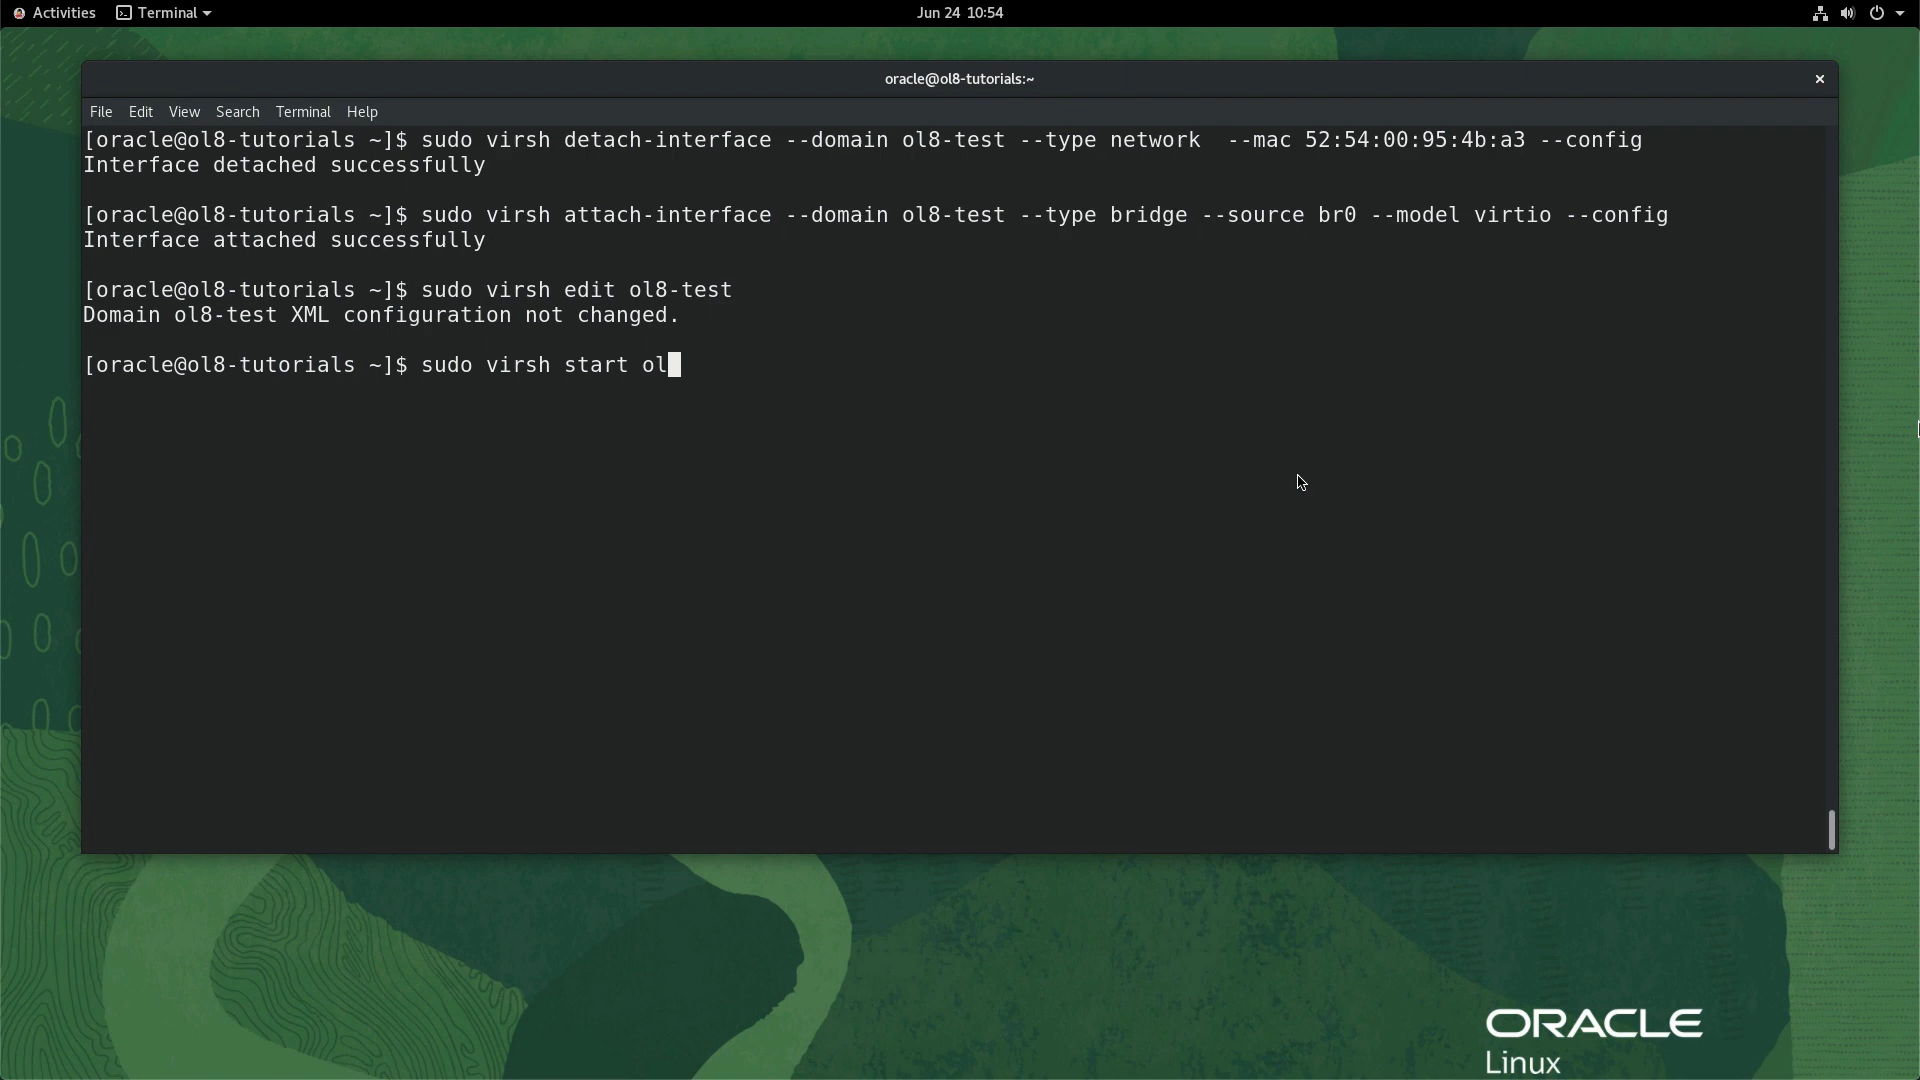 Activities Terminal Jun 24 10:54
oracle@ol8-tutorials:~
File Edit View Search Terminal Help
[oracle@ol8-tutorials ~]$ sudo virsh detach-interface --domain ol8-test --type network  --mac 52:54:00:95:4b:a3 --config
Interface detached successfully
[oracle@ol8-tutorials ~]$ sudo virsh attach-interface --domain ol8-test --type bridge --source br0 --model virtio --config
Interface attached successfully
[oracle@ol8-tutorials ~]$ sudo virsh edit ol8-test
Domain ol8-test XML configuration not changed.
[oracle@ol8-tutorials ~]$ sudo virsh start ol
ORACLE
Linux